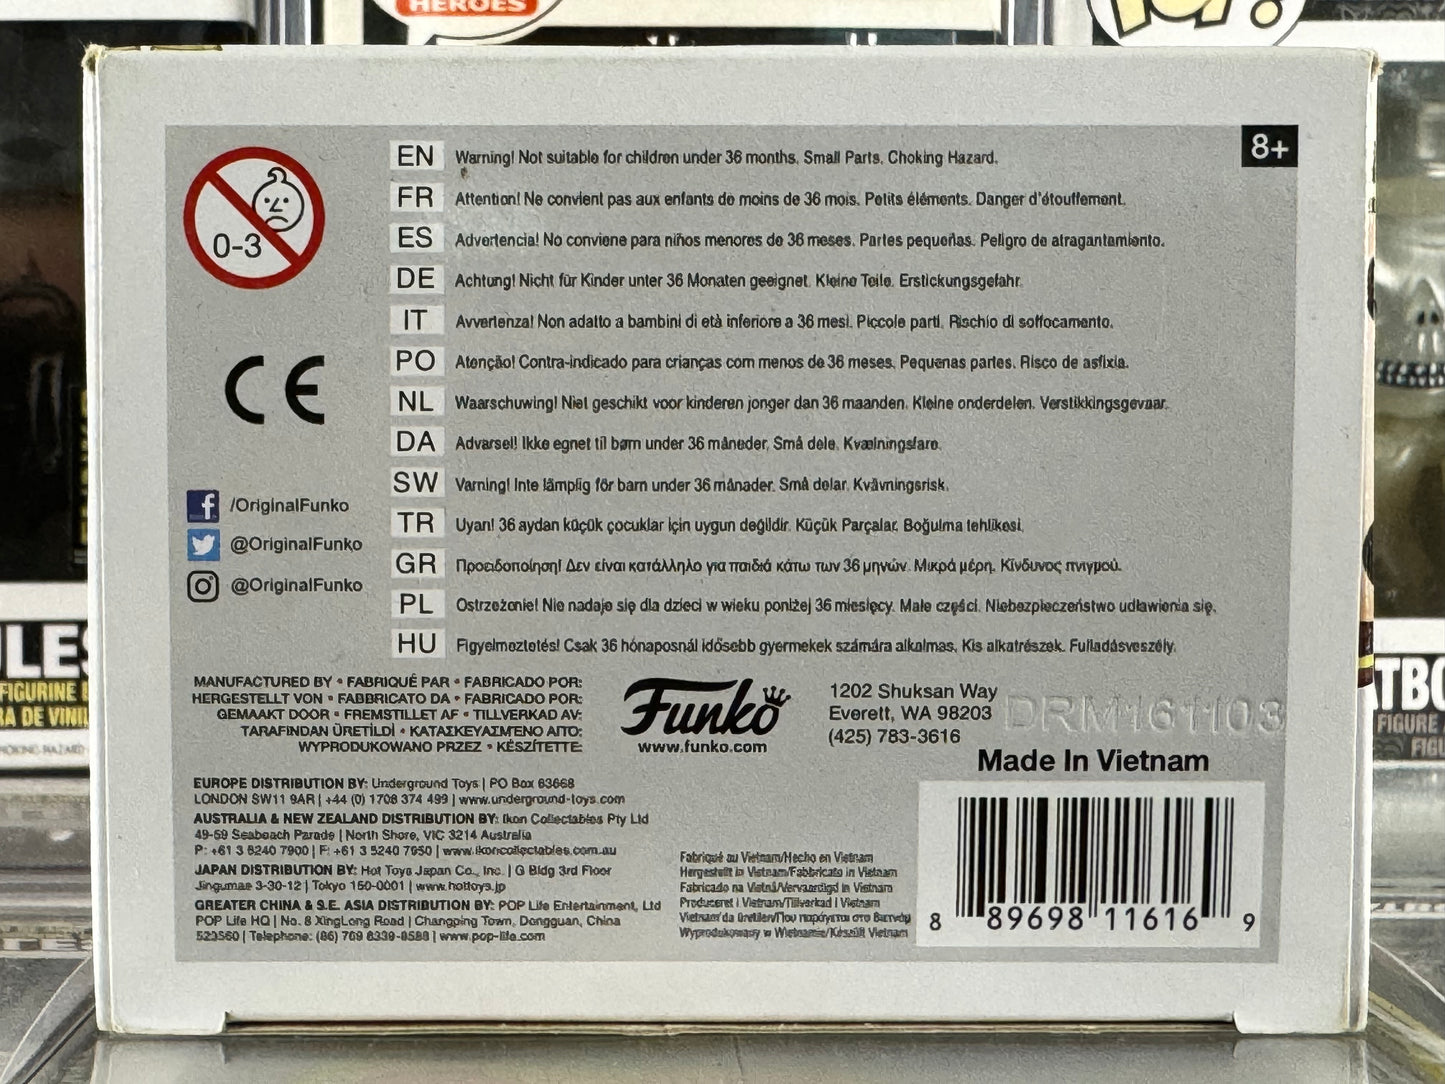 HEROES
POP!
8+
0-3
EN Warning! Not suitable for children under 36 months. Small Parts. Choking Hazard.
FR Attention! Ne convient pas aux enfants de moins de 36 mois. Petits éléments. Danger d'étouffement.
ES Advertencia! No conviene para niños menores de 36 meses. Partes pequeñas. Peligro de atragantamiento.
DE Achtung! Nicht für Kinder unter 36 Monaten geeignet. Kleine Teile. Erstickungsgefahr.
IT Avvertenza! Non adatto a bambini di età inferiore a 36 mesi. Piccole parti. Rischio di soffocamento.
PO Atenção! Contra-indicado para crianças com menos de 36 meses. Pequenas partes. Risco de asfixia.
NL Waarschuwing! Niet geschikt voor kinderen jonger dan 36 maanden. Kleine onderdelen. Verstikkingsgevaar.
DA Advarsel! Ikke egnet til børn under 36 måneder. Små dele. Kvælningsfare.
SW Varning! Inte lämplig för barn under 36 månader. Små delar. Kvävningsrisk.
TR Uyarı! 36 aydan küçük çocuklar için uygun değildir. Küçük Parçalar. Boğulma tehlikesi.
GR Προειδοποίηση! Δεν είναι κατάλληλο για παιδιά κάτω των 36 μηνών. Μικρά μέρη. Κίνδυνος πνιγμού.
PL Ostrzeżenie! Nie nadaje się dla dzieci w wieku poniżej 36 miesięcy. Małe części. Niebezpieczeństwo udławienia się.
HU Figyelmeztetés! Csak 36 hónaposnál idősebb gyermekek számára alkalmas. Kis alkatrészek. Fulladásveszély.
CE
/OriginalFunko
@OriginalFunko
@OriginalFunko
MANUFACTURED BY • FABRIQUÉ PAR • FABRICADO POR:
HERGESTELLT VON • FABBRICATO DA • FABRICADO POR:
GEMAAKT DOOR • FREMSTILLET AF • TILLVERKAD AV:
TARAFINDAN ÜRETİLDİ • ΚΑΤΑΣΚΕΥΑΣΜΕΝΟ ΑΠΟ:
WYPRODUKOWANO PRZEZ • KÉSZÍTETTE:
Funko
www.funko.com
1202 Shuksan Way
Everett, WA 98203
(425) 783-3616
DRM161103
Made In Vietnam
EUROPE DISTRIBUTION BY: Underground Toys | PO Box 63668
LONDON SW11 9AR | +44 (0) 1708 374 499 | www.underground-toys.com
AUSTRALIA & NEW ZEALAND DISTRIBUTION BY: Ikon Collectables Pty Ltd
49-59 Seabeach Parade | North Shore, VIC 3214 Australia
P: +61 3 8240 7900 | F: +61 3 5240 7950 | www.ikoncollectables.com.au
JAPAN DISTRIBUTION BY: Hot Toys Japan Co., Inc. | G Bldg 3rd Floor
Jingumae 3-30-12 | Tokyo 150-0001 | www.hottoys.jp
GREATER CHINA & S.E. ASIA DISTRIBUTION BY: POP Life Entertainment, Ltd
POP Life HQ | No. 8 XingLong Road | Changping Town, Dongguan, China
523560 | Telephone: (86) 769 8339-8588 | www.pop-life.com
Fabriqué au Vietnam/Hecho en Vietnam
Hergestellt in Vietnam/Fabbricato in Vietnam
Fabricado na Vietnã/Vervaardigd in Vietnam
Produceret i Vietnam/Tillverkad i Vietnam
Vietnam'da üretilen/Που παράγεται στο Βιετνάμ
Wyprodukowany w Wietnamie/Készült Vietnam
8 89698 11616 9
ULES
FIGURINE
RA DE VINIL
ATBO
FIGURE
FIGU